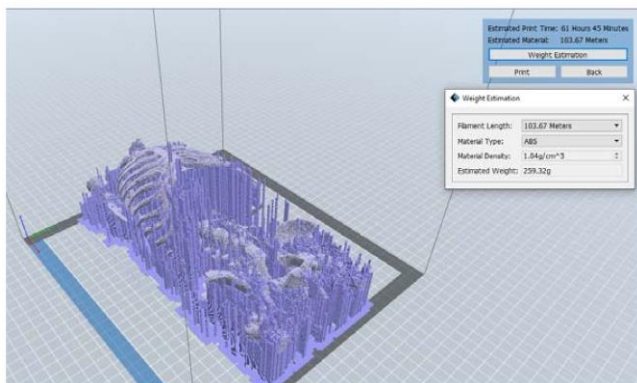 Estimated Print Time: 61 Hours 45 Minutes
Estimated Material: 103.67 Meters
Weight Estimation
Print Back
Weight Estimation
Filament Length: 103.67 Meters
Material Type: ABS
Material Density: 1.04g/cm^3
Estimated Weight: 259.32g